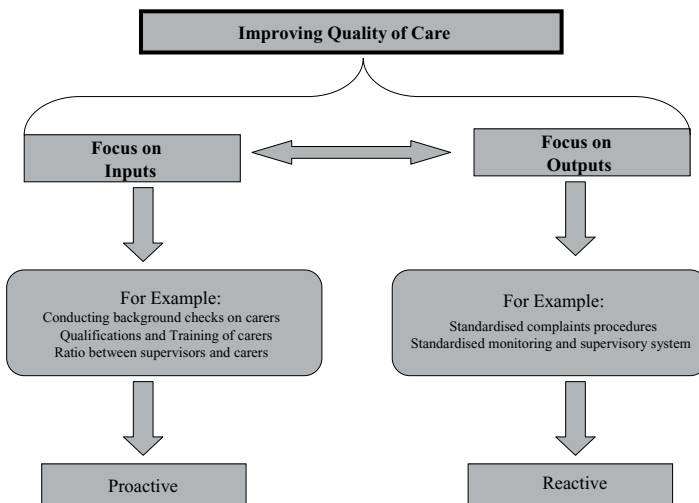 Improving Quality of Care
Focus on
Inputs
Focus on
Outputs
For Example:
Conducting background checks on carers
Qualifications and Training of carers
Ratio between supervisors and carers
For Example:
Standardised complaints procedures
Standardised monitoring and supervisory system
Proactive
Reactive